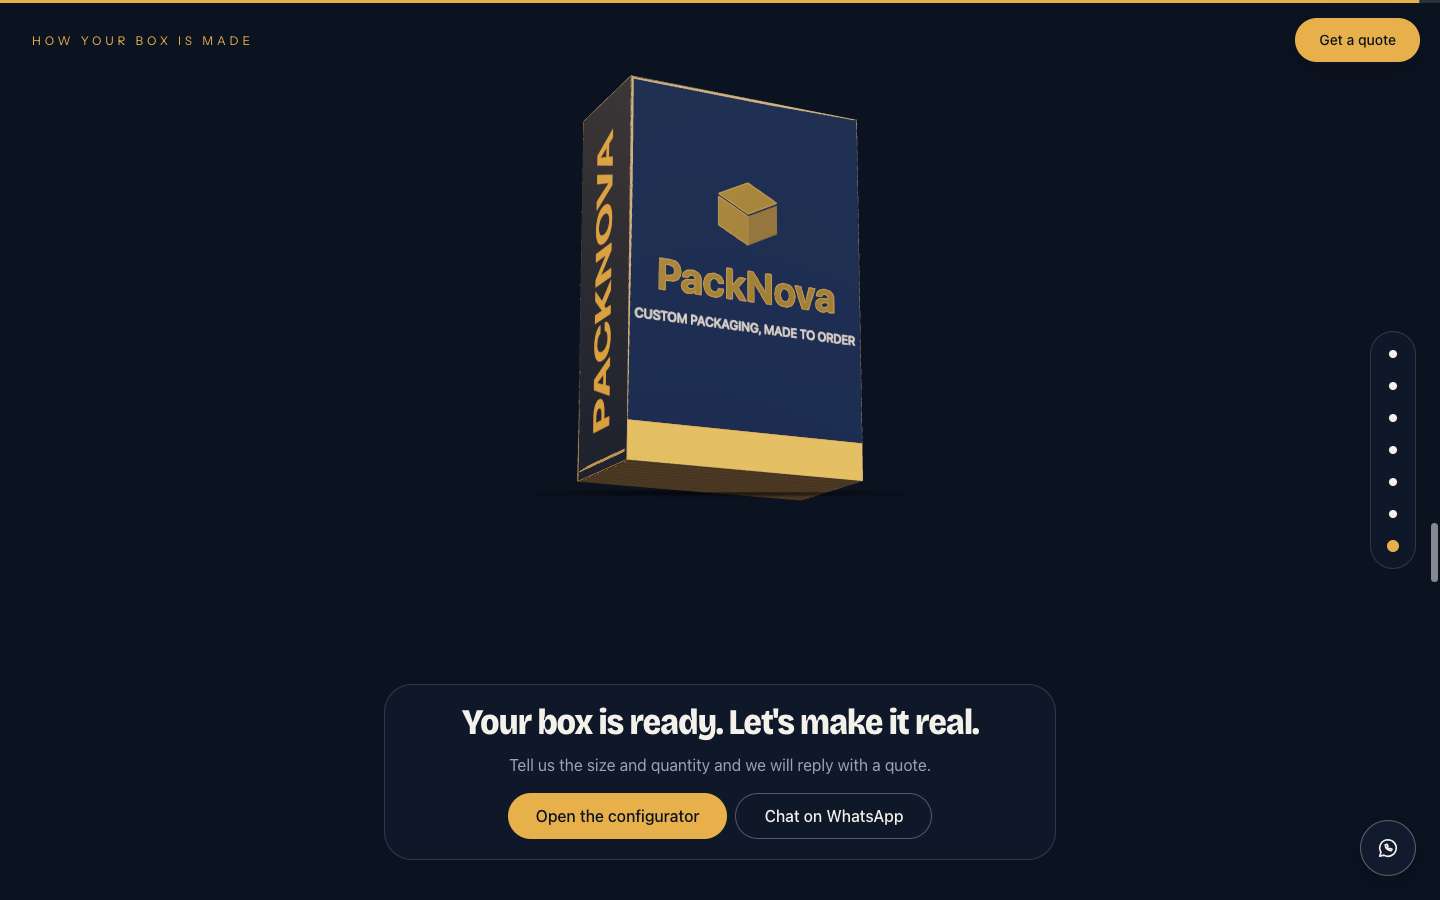 HOW YOUR BOX IS MADE
Get a quote
PACKNOVA
PackNova
CUSTOM PACKAGING, MADE TO ORDER
Your box is ready. Let's make it real.
Tell us the size and quantity and we will reply with a quote.
Open the configurator
Chat on WhatsApp